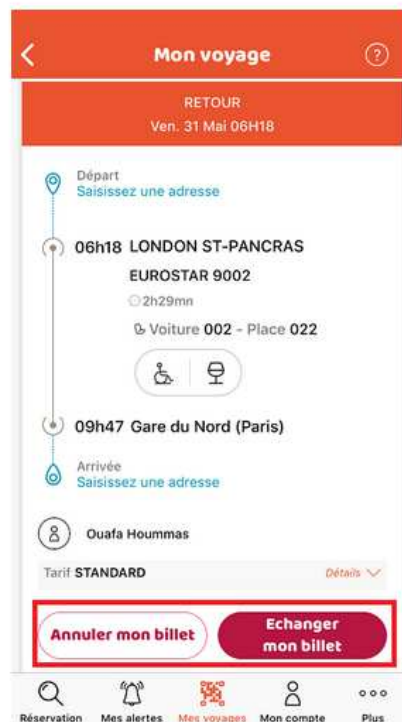 Mon voyage
?
RETOUR
Ven. 31 Mai 06H18
Départ
Saisissez une adresse
06h18 LONDON ST-PANCRAS
EUROSTAR 9002
2h29mn
Voiture 002 - Place 022
09h47 Gare du Nord (Paris)
Arrivée
Saisissez une adresse
Ouafa Hoummas
Tarif STANDARD Détails
Annuler mon billet
Echanger
mon billet
Réservation Mes alertes Mes voyages Mon compte Plus